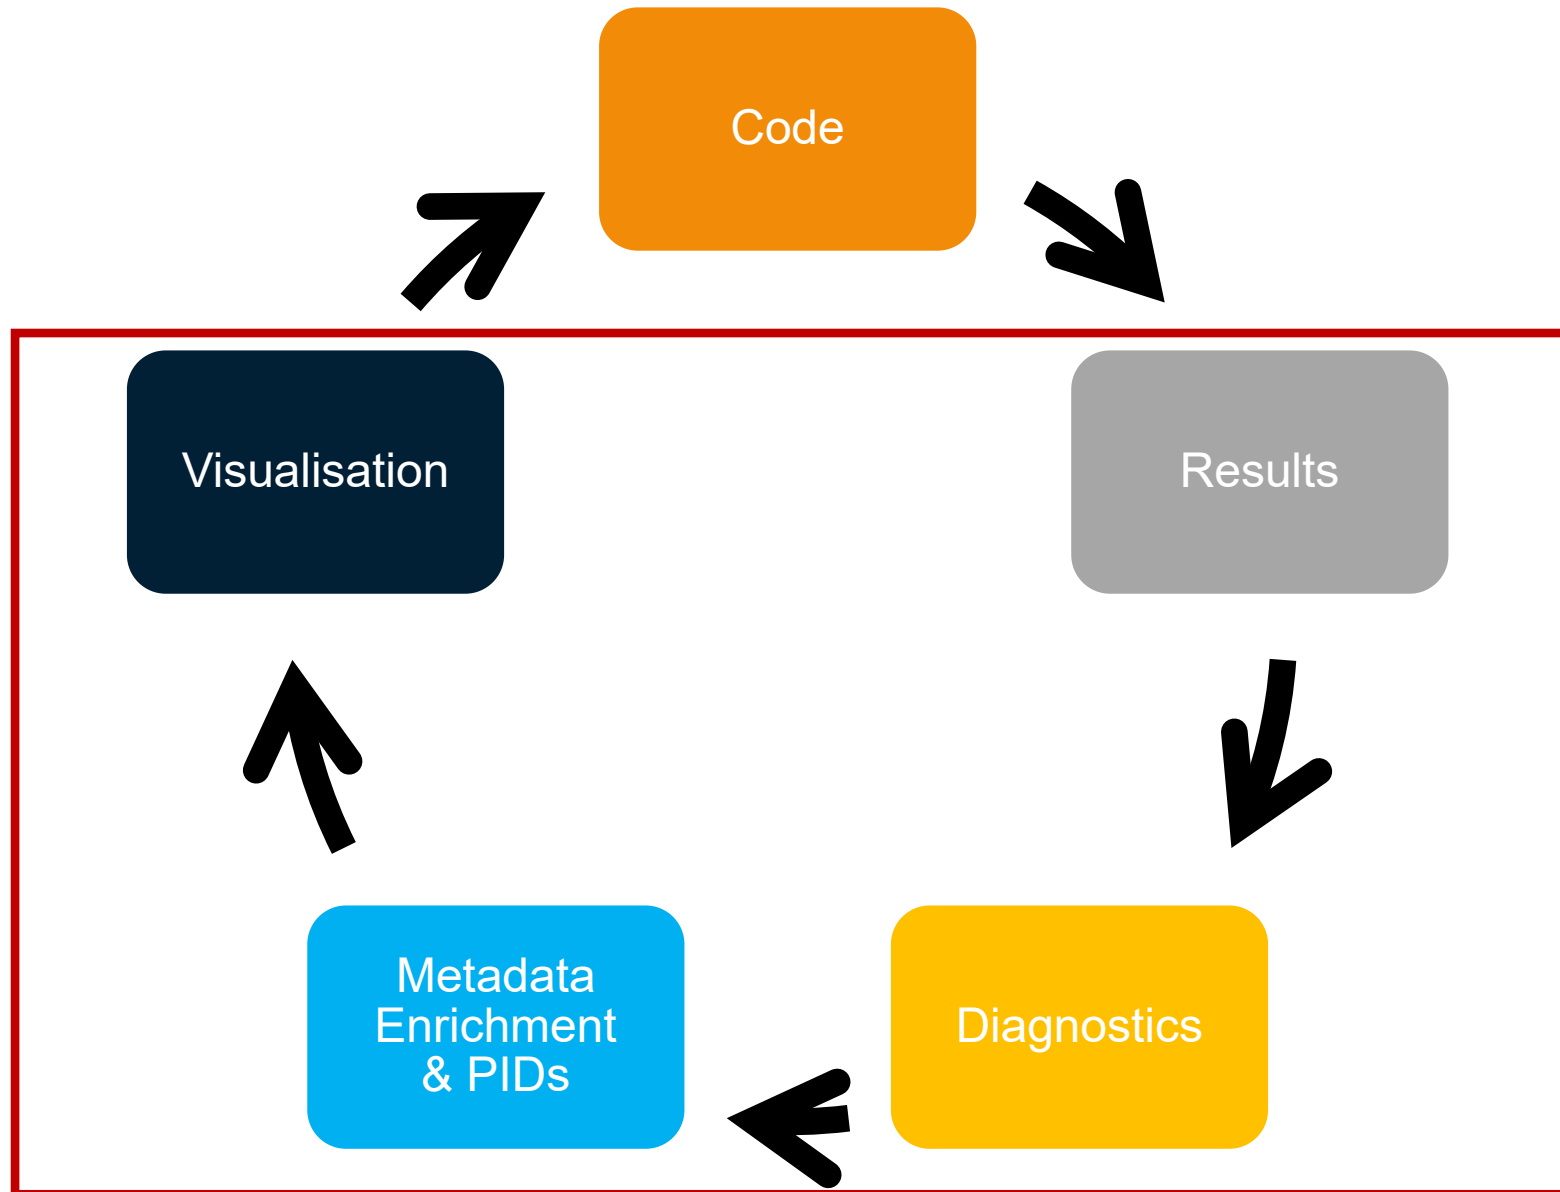 Code
Visualisation
Results
Metadata
Enrichment
& PIDs
Diagnostics